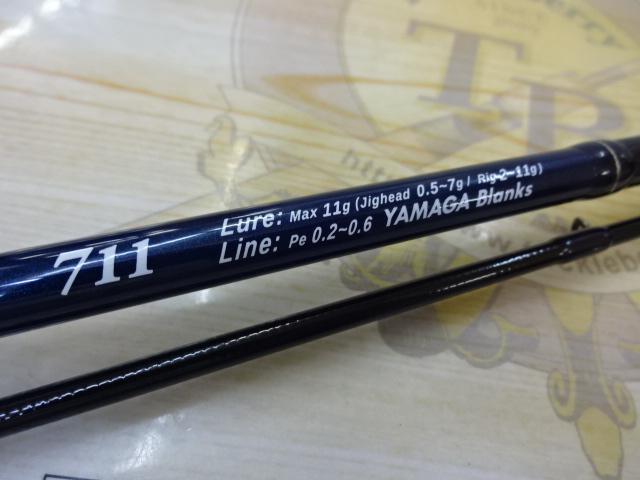 711
Lure: Max 11g (Jighead 0.5~7g / Rig 2~11g)
Line: Pe 0.2~0.6 YAMAGA Blanks